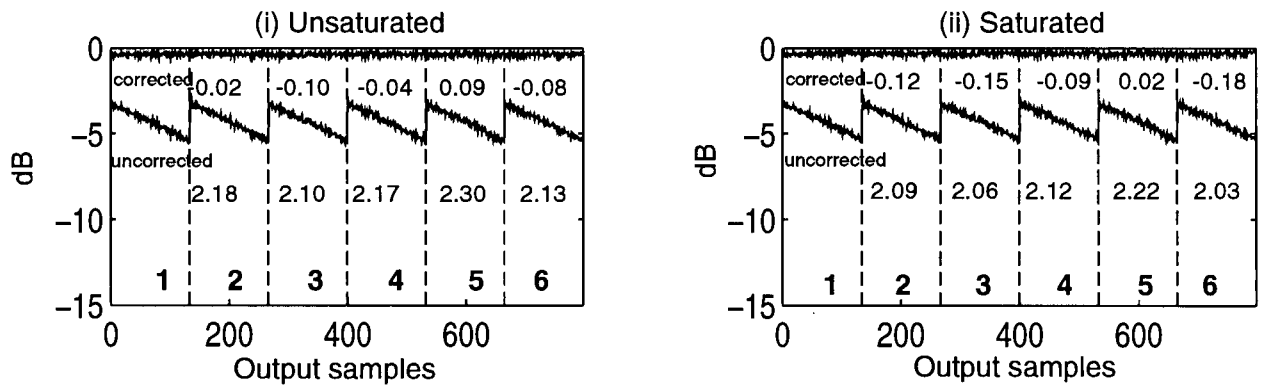 (i) Unsaturated
0
corrected
-0.02 -0.10 -0.04 0.09 -0.08
−5
uncorrected
2.18 2.10 2.17 2.30 2.13
−10
1 2 3 4 5 6
−15
0 200 400 600
dB
Output samples
(ii) Saturated
0
corrected
-0.12 -0.15 -0.09 0.02 -0.18
−5
uncorrected
2.09 2.06 2.12 2.22 2.03
−10
1 2 3 4 5 6
−15
0 200 400 600
dB
Output samples